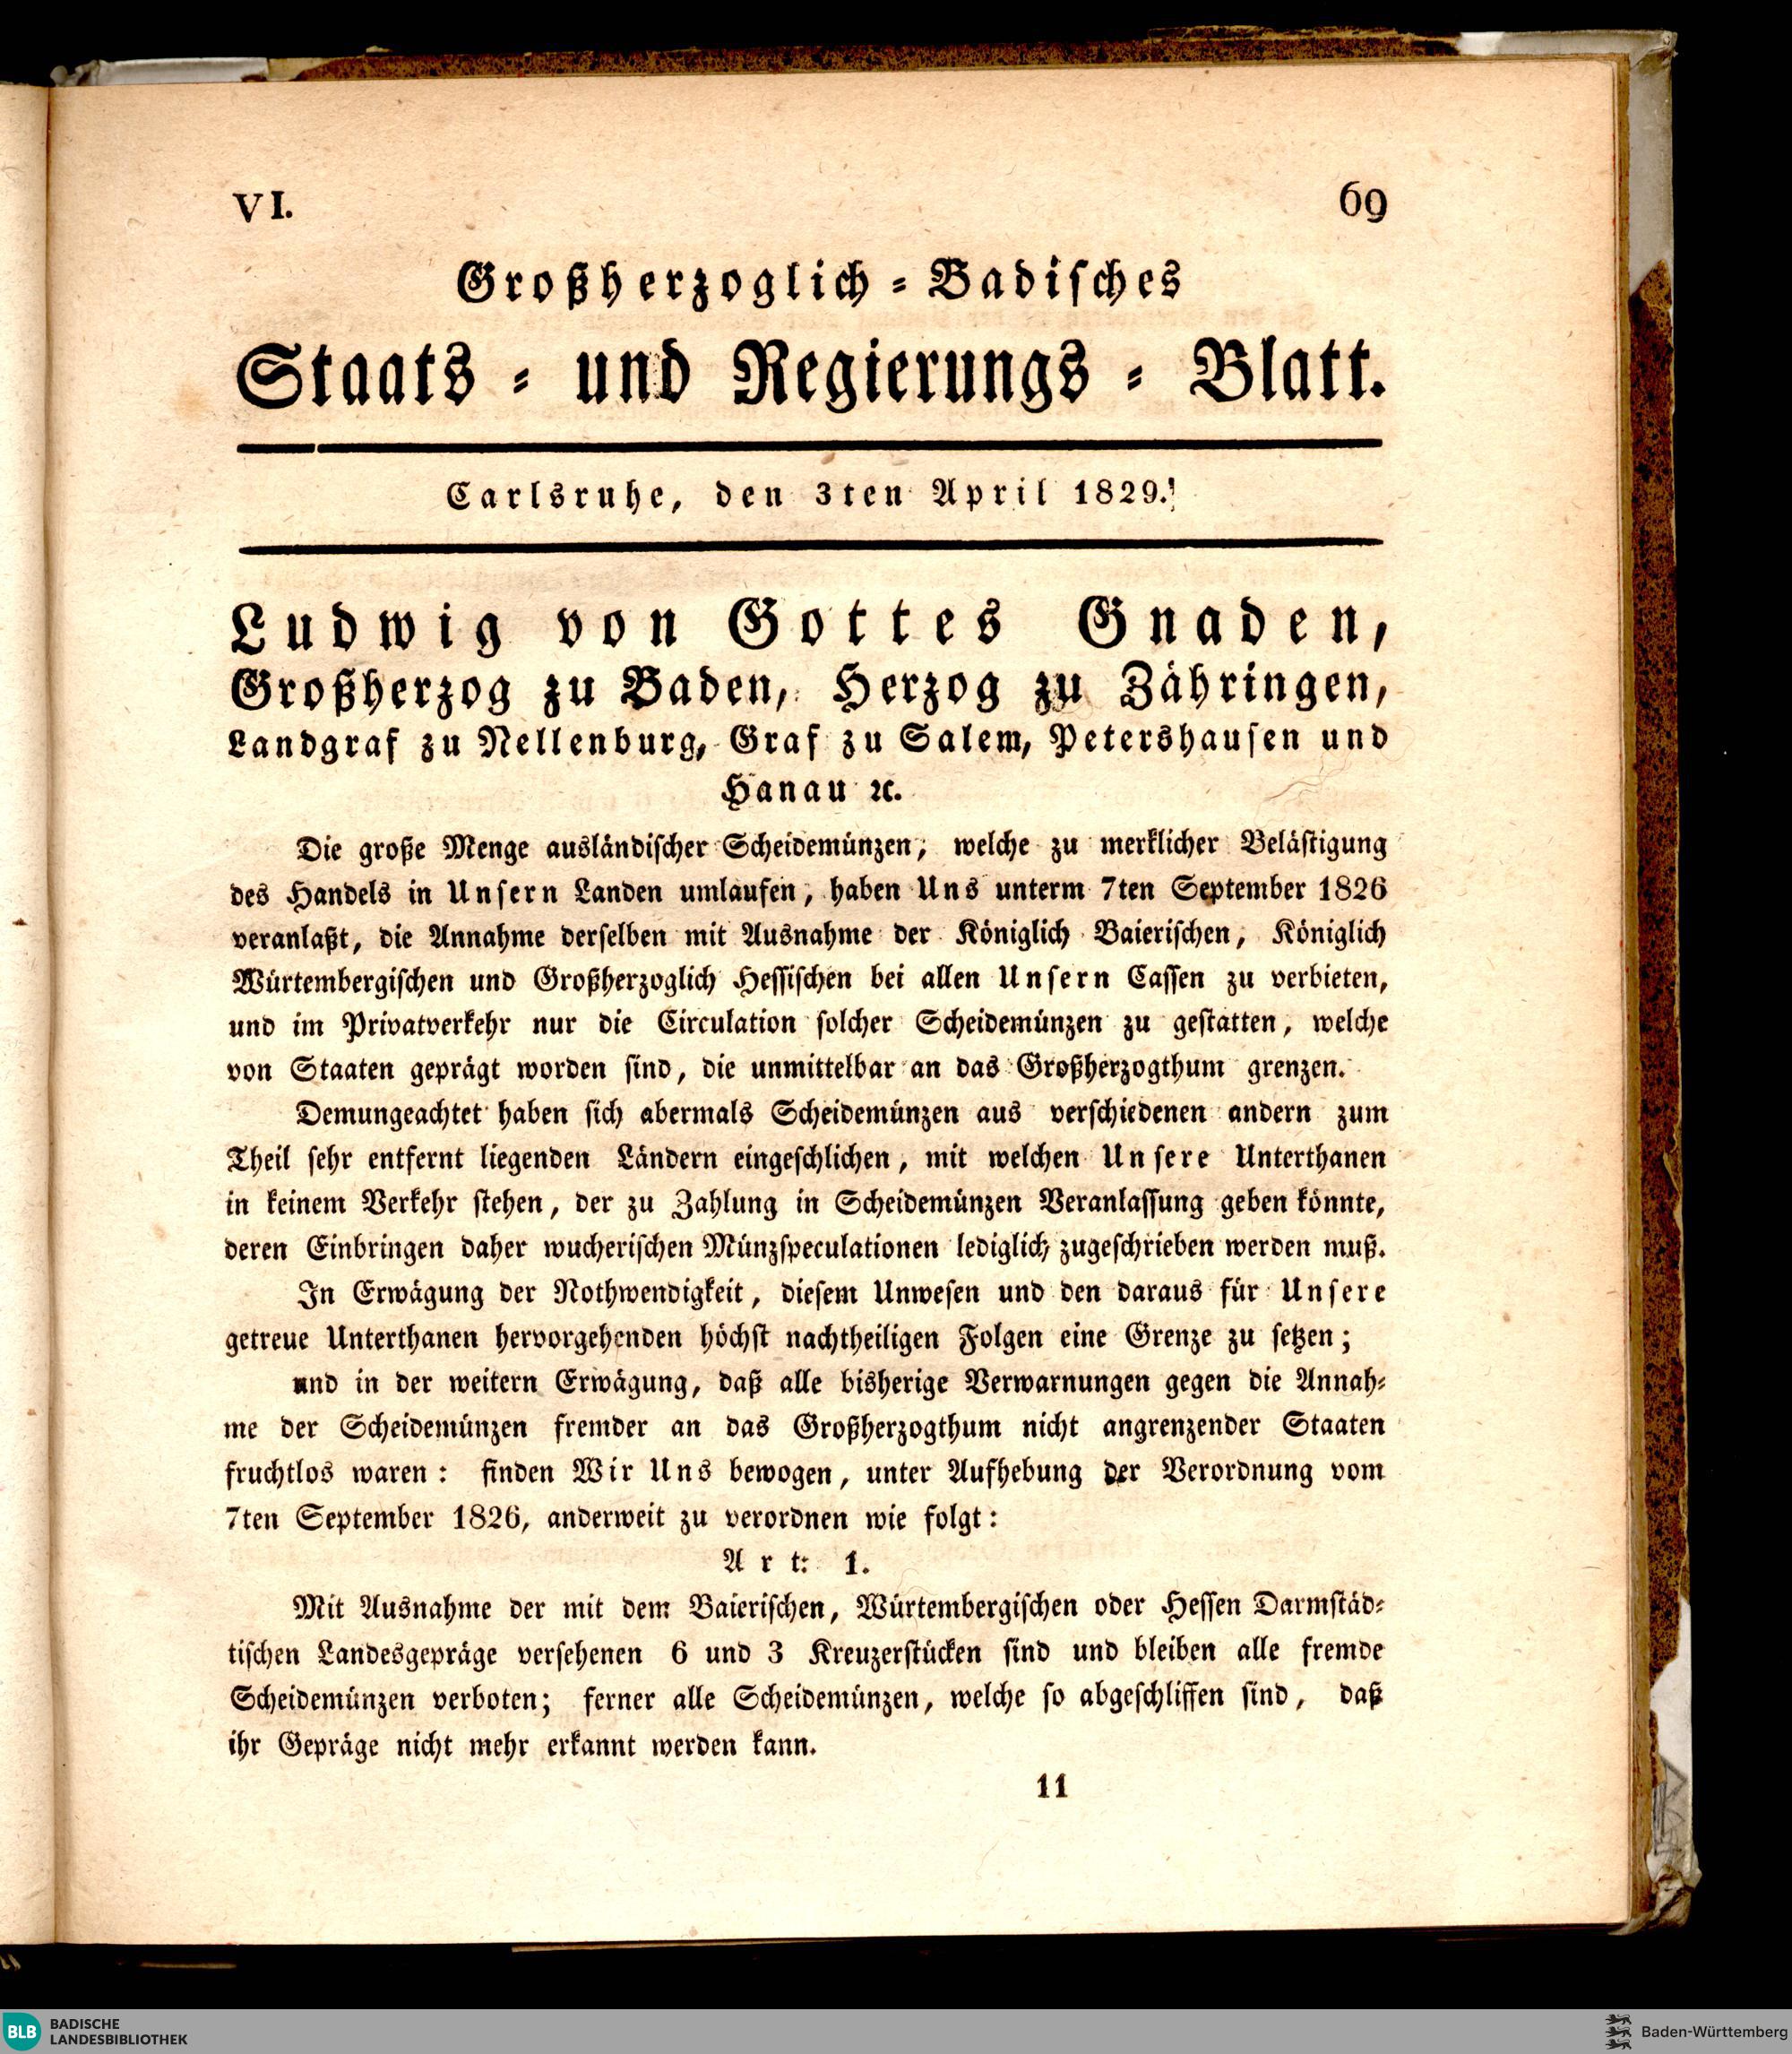 VI.
69
Großherzoglich-Badisches
Staats- und Regierungs-Blatt.
Carlsruhe, den 3ten April 1829.
Ludwig von Gottes Gnaden,
Großherzog zu Baden, Herzog zu Zähringen,
Landgraf zu Nellenburg, Graf zu Salem, Petershausen und
Hanau ꝛc.
Die große Menge ausländischer Scheidemünzen, welche zu merklicher Belästigung
des Handels in Unsern Landen umlaufen, haben Uns unterm 7ten September 1826
veranlaßt, die Annahme derselben mit Ausnahme der Königlich Baierischen, Königlich
Würtembergischen und Großherzoglich Hessischen bei allen Unsern Cassen zu verbieten,
und im Privatverkehr nur die Circulation solcher Scheidemünzen zu gestatten, welche
von Staaten geprägt worden sind, die unmittelbar an das Großherzogthum grenzen.
Demungeachtet haben sich abermals Scheidemünzen aus verschiedenen andern zum
Theil sehr entfernt liegenden Ländern eingeschlichen, mit welchen Unsere Unterthanen
in keinem Verkehr stehen, der zu Zahlung in Scheidemünzen Veranlassung geben könnte,
deren Einbringen daher wucherischen Münzspeculationen lediglich zugeschrieben werden muß.
In Erwägung der Nothwendigkeit, diesem Unwesen und den daraus für Unsere
getreue Unterthanen hervorgehenden höchst nachtheiligen Folgen eine Grenze zu setzen;
und in der weitern Erwägung, daß alle bisherige Verwarnungen gegen die Annah-
me der Scheidemünzen fremder an das Großherzogthum nicht angrenzender Staaten
fruchtlos waren: finden Wir Uns bewogen, unter Aufhebung der Verordnung vom
7ten September 1826, anderweit zu verordnen wie folgt:
Art. 1.
Mit Ausnahme der mit dem Baierischen, Würtembergischen oder Hessen Darmstäd-
tischen Landesgepräge versehenen 6 und 3 Kreuzerstücken sind und bleiben alle fremde
Scheidemünzen verboten; ferner alle Scheidemünzen, welche so abgeschliffen sind, daß
ihr Gepräge nicht mehr erkannt werden kann.
11
BLB
BADISCHE
LANDESBIBLIOTHEK
Baden-Württemberg